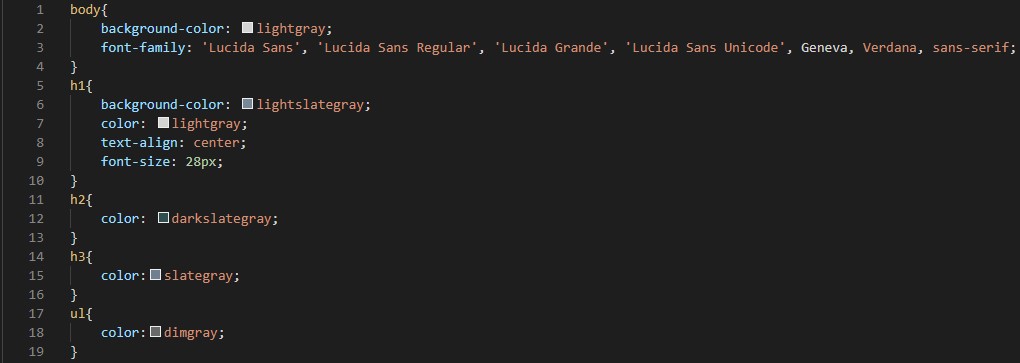 1 body{
2 background-color: lightgray;
3 font-family: 'Lucida Sans', 'Lucida Sans Regular', 'Lucida Grande', 'Lucida Sans Unicode', Geneva, Verdana, sans-serif;
4 }
5 h1{
6 background-color: lightslategray;
7 color: lightgray;
8 text-align: center;
9 font-size: 28px;
10 }
11 h2{
12 color: darkslategray;
13 }
14 h3{
15 color: slategray;
16 }
17 ul{
18 color: dimgray;
19 }